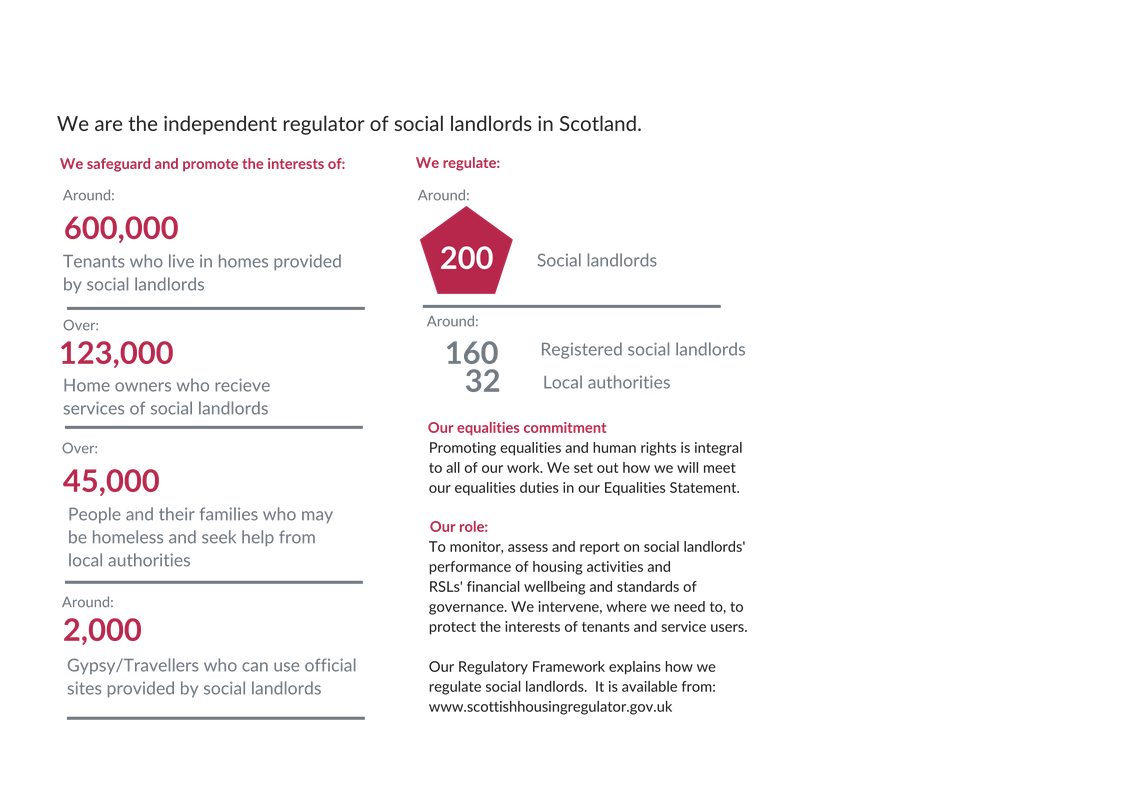 We are the independent regulator of social landlords in Scotland.
We safeguard and promote the interests of:
Around:
600,000
Tenants who live in homes provided
by social landlords
Over:
123,000
Home owners who recieve
services of social landlords
Over:
45,000
People and their families who may
be homeless and seek help from
local authorities
Around:
2,000
Gypsy/Travellers who can use official
sites provided by social landlords
We regulate:
Around:
200
Social landlords
Around:
160 Registered social landlords
32 Local authorities
Our equalities commitment
Promoting equalities and human rights is integral
to all of our work. We set out how we will meet
our equalities duties in our Equalities Statement.
Our role:
To monitor, assess and report on social landlords'
performance of housing activities and
RSLs' financial wellbeing and standards of
governance. We intervene, where we need to, to
protect the interests of tenants and service users.
Our Regulatory Framework explains how we
regulate social landlords.  It is available from:
www.scottishhousingregulator.gov.uk